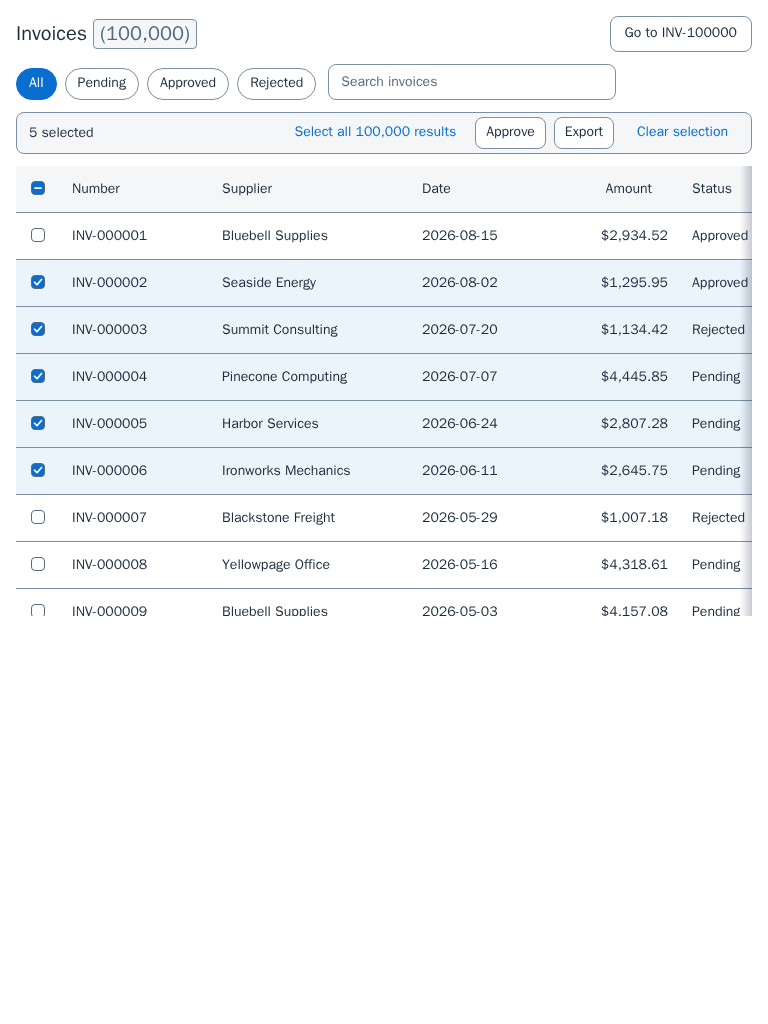 Invoices (100,000) Go to INV-100000
All Pending Approved Rejected Search invoices
5 selected Select all 100,000 results Approve Export Clear selection
Number Supplier Date Amount Status
INV-000001 Bluebell Supplies 2026-08-15 $2,934.52 Approved
INV-000002 Seaside Energy 2026-08-02 $1,295.95 Approved
INV-000003 Summit Consulting 2026-07-20 $1,134.42 Rejected
INV-000004 Pinecone Computing 2026-07-07 $4,445.85 Pending
INV-000005 Harbor Services 2026-06-24 $2,807.28 Pending
INV-000006 Ironworks Mechanics 2026-06-11 $2,645.75 Pending
INV-000007 Blackstone Freight 2026-05-29 $1,007.18 Rejected
INV-000008 Yellowpage Office 2026-05-16 $4,318.61 Pending
INV-000009 Bluebell Supplies 2026-05-03 $4,157.08 Pending